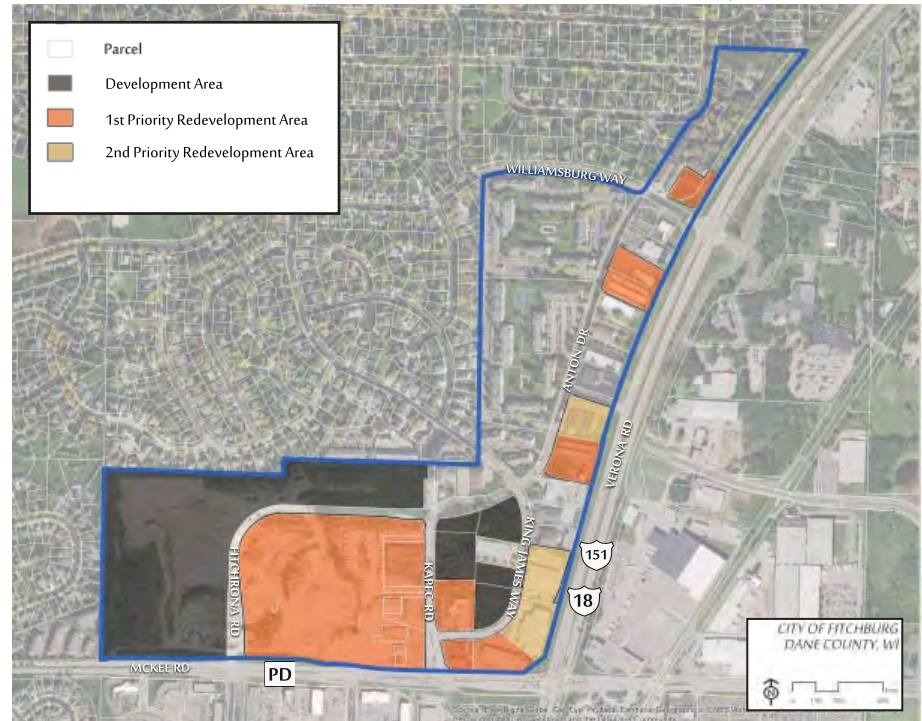 Parcel
Development Area
1st Priority Redevelopment Area
2nd Priority Redevelopment Area
WILLIAMSBURG WAY
ANTON DR
VERONA RD
KING JAMES WAY
FITCHRONA RD
KAPEC RD
151
18
MCKEE RD
PD
CITY OF FITCHBURG
DANE COUNTY, WI
N
0